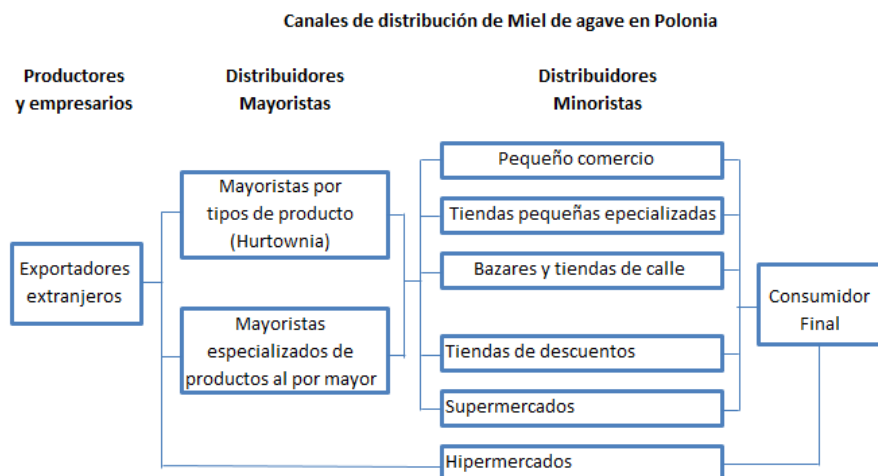 Canales de distribución de Miel de agave en Polonia
Productores
y empresarios
Distribuidores
Mayoristas
Distribuidores
Minoristas
Exportadores
extranjeros
Mayoristas por
tipos de producto
(Hurtownia)
Mayoristas
especializados de
productos al por mayor
Pequeño comercio
Tiendas pequeñas epecializadas
Bazares y tiendas de calle
Tiendas de descuentos
Supermercados
Hipermercados
Consumidor
Final